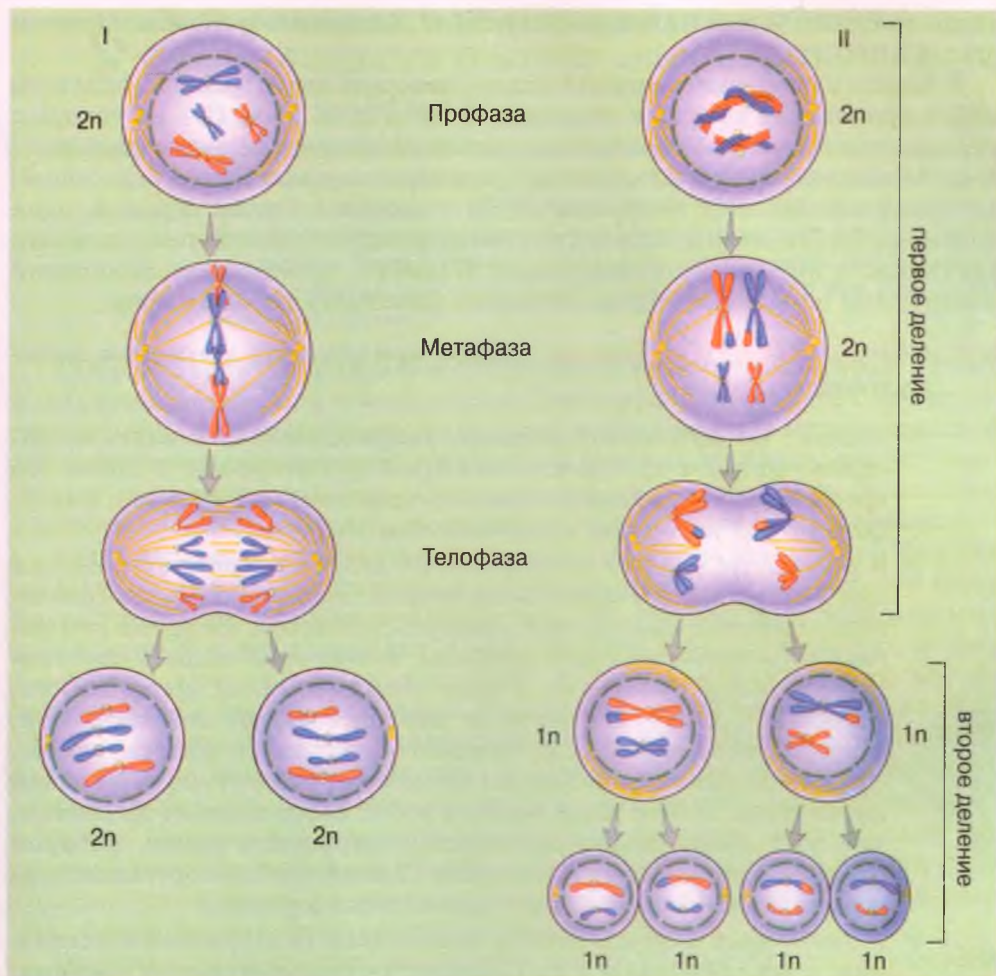 I
II
2n
Профаза
2n
Метафаза
2n
первое деление
Телофаза
1n
1n
второе деление
2n
2n
1n
1n
1n
1n